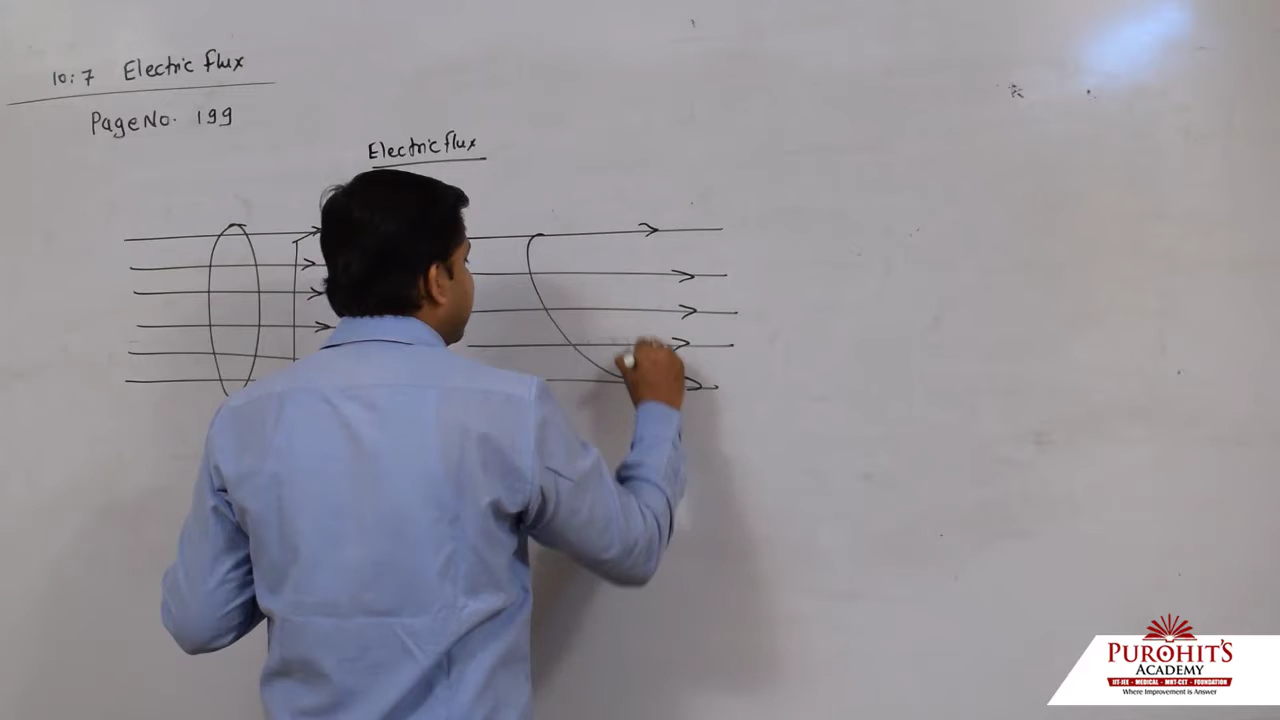 10:7 Electric flux
Page No. 199
Electric flux
PUROHIT'S
ACADEMY
IIT-JEE - MEDICAL - MHT-CET - FOUNDATION
Where Improvement is Answer